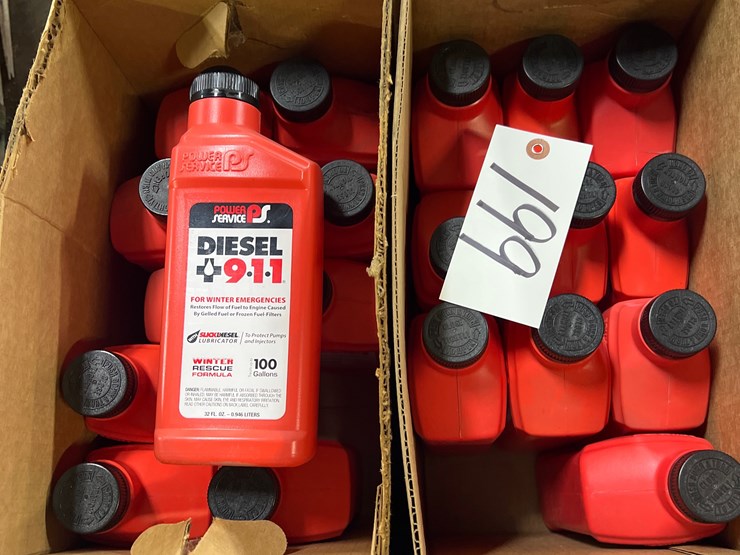 POWER
SERVICE PS
POWER
SERVICE PS.
DIESEL
9·1·1
FOR WINTER EMERGENCIES
Restores Flow of Fuel to Engine Caused
By Gelled Fuel or Frozen Fuel-Filters
SLICKDIESEL
LUBRICATOR
To Protect Pumps
and Injectors
WINTER
RESCUE
FORMULA
100
Gallons
32 FL. OZ. – 0.946 LITERS
199